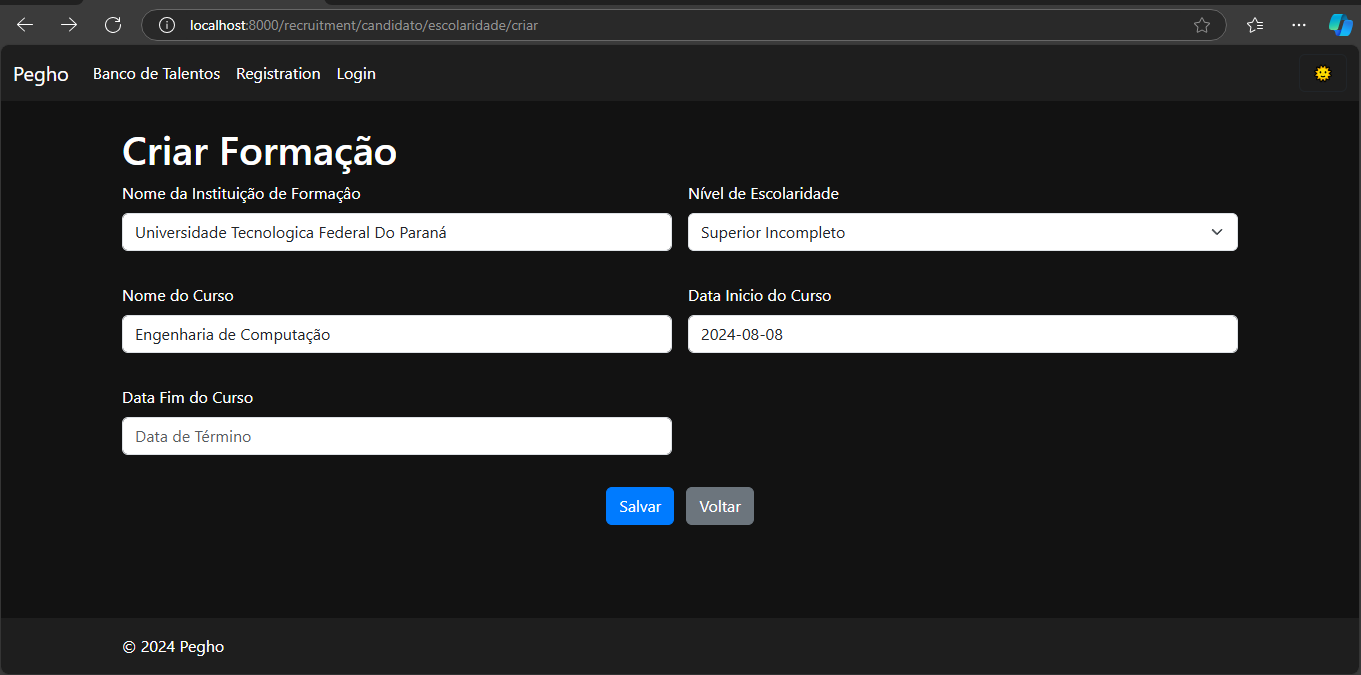 localhost:8000/recruitment/candidato/escolaridade/criar
Pegho Banco de Talentos Registration Login
Criar Formação
Nome da Instituição de Formaçâo Nível de Escolaridade
Universidade Tecnologica Federal Do Paraná Superior Incompleto
Nome do Curso Data Inicio do Curso
Engenharia de Computação 2024-08-08
Data Fim do Curso
Data de Término
Salvar Voltar
© 2024 Pegho